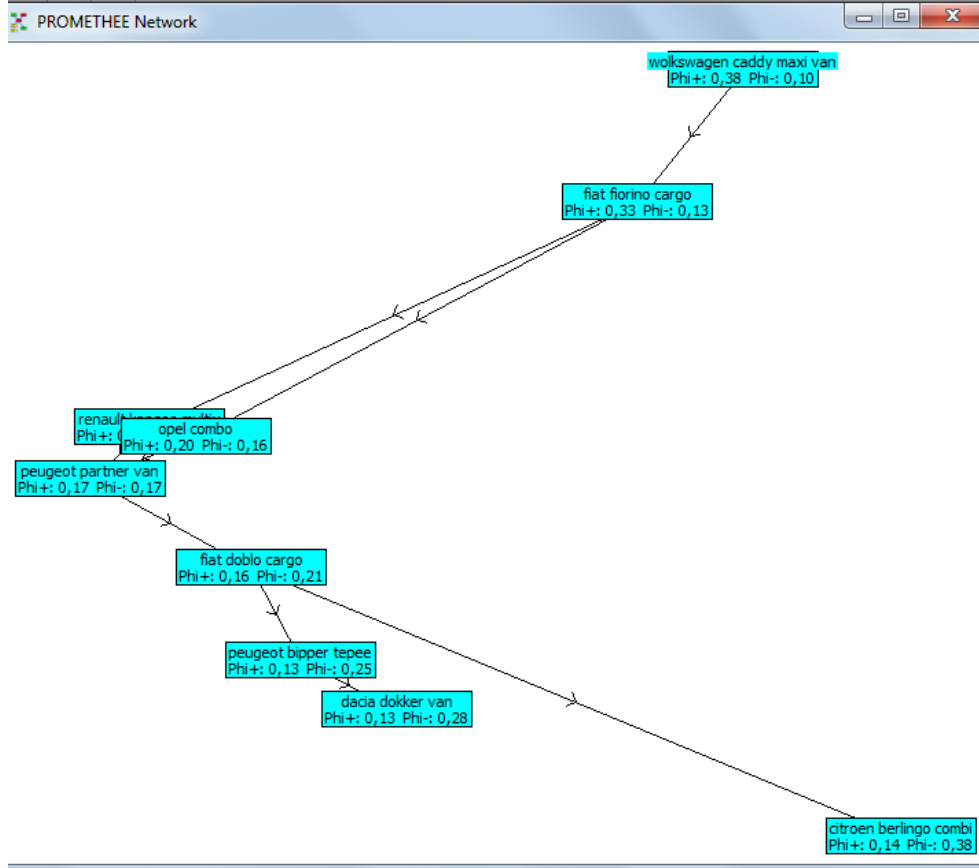 PROMETHEE Network
wolkswagen caddy maxi van
Phi+: 0,38 Phi-: 0,10
fiat fiorino cargo
Phi+: 0,33 Phi-: 0,13
renault
Phi+:
opel combo
Phi+: 0,20 Phi-: 0,16
peugeot partner van
Phi+: 0,17 Phi-: 0,17
fiat doblo cargo
Phi+: 0,16 Phi-: 0,21
peugeot bipper tepee
Phi+: 0,13 Phi-: 0,25
dacia dokker van
Phi+: 0,13 Phi-: 0,28
citroen berlingo combi
Phi+: 0,14 Phi-: 0,38